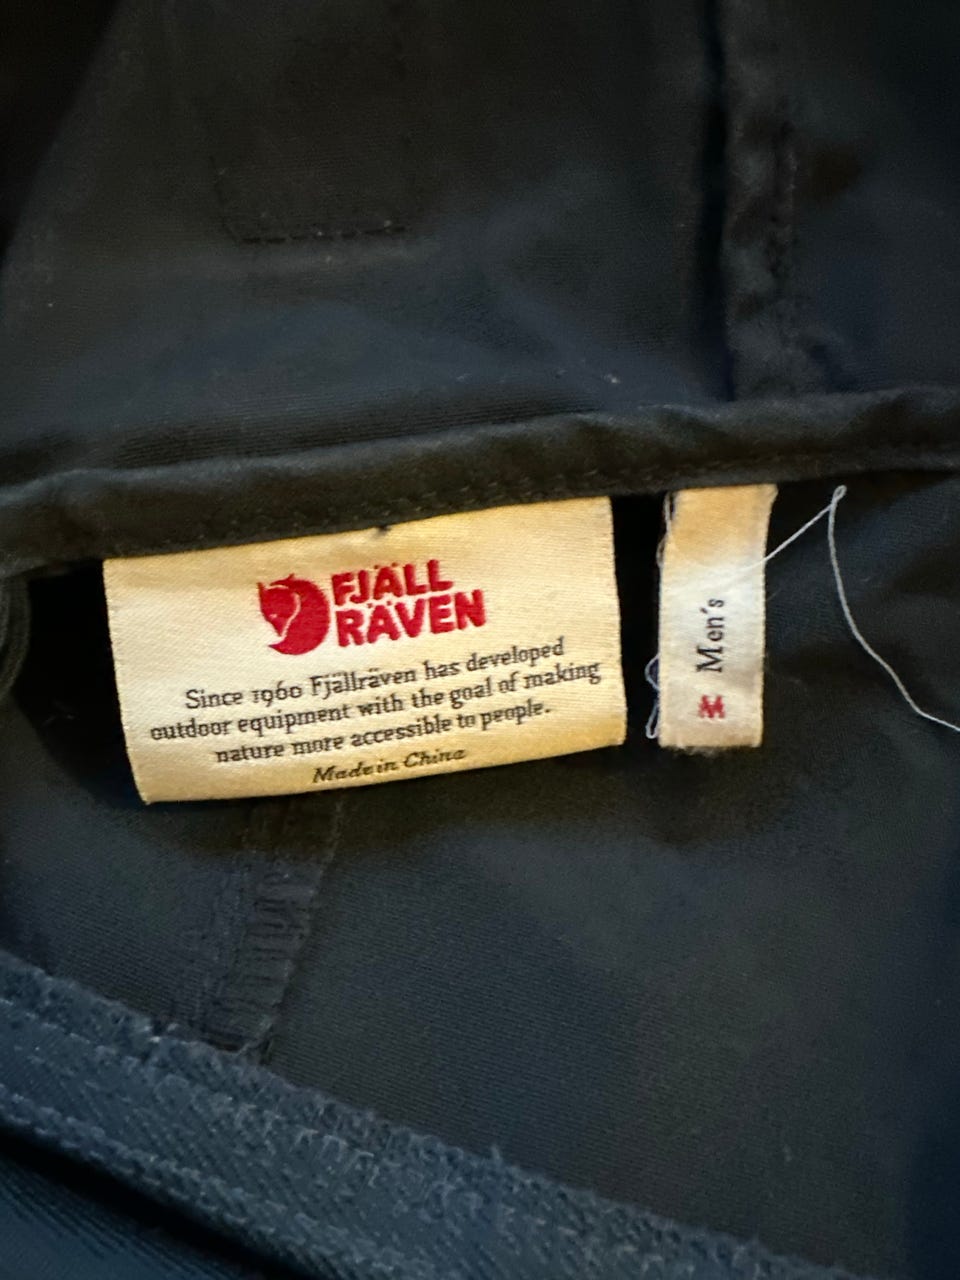 FJÄLL
RÄVEN
Since 1960 Fjällräven has developed
outdoor equipment with the goal of making
nature more accessible to people.
Made in China
Men's
M